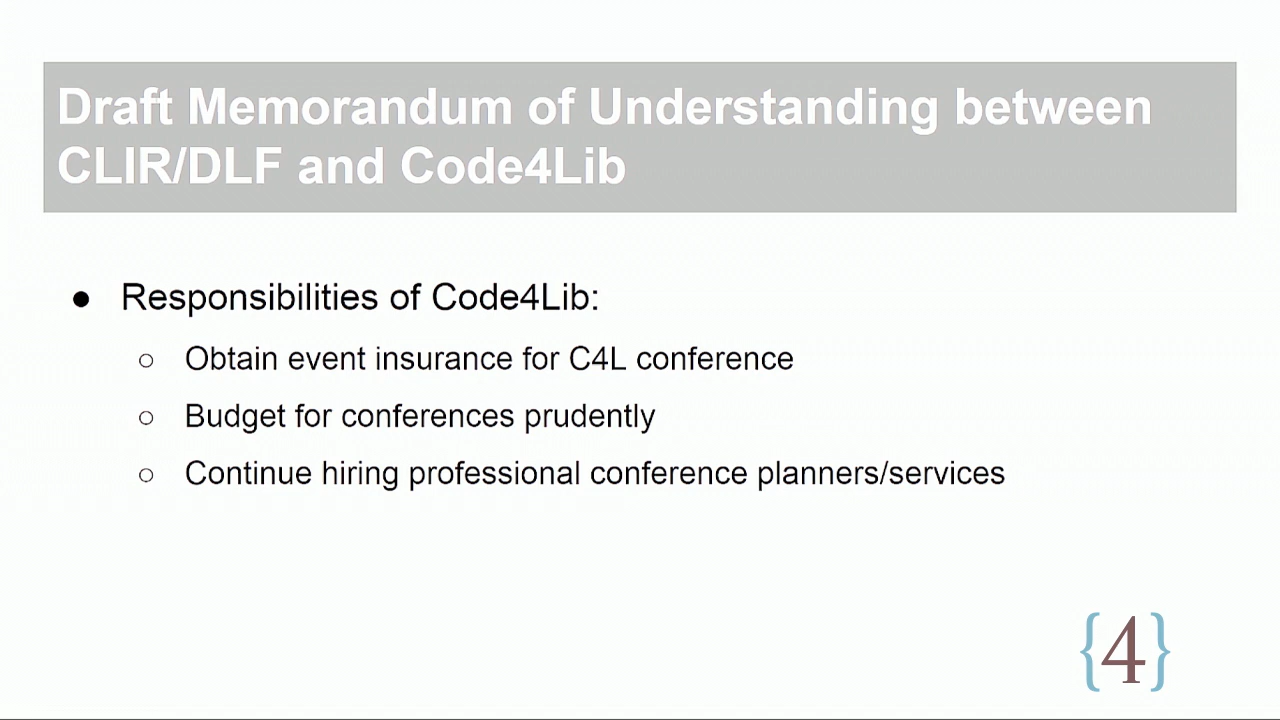 Draft Memorandum of Understanding between
CLIR/DLF and Code4Lib
● Responsibilities of Code4Lib:
○ Obtain event insurance for C4L conference
○ Budget for conferences prudently
○ Continue hiring professional conference planners/services
{4}